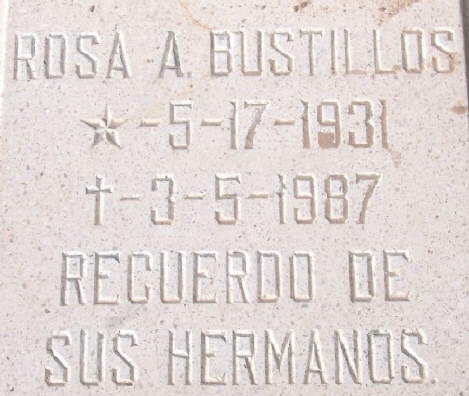 ROSA A. BUSTILLOS
★-5-17-1931
†-3-5-1987
RECUERDO DE
SUS HERMANOS.